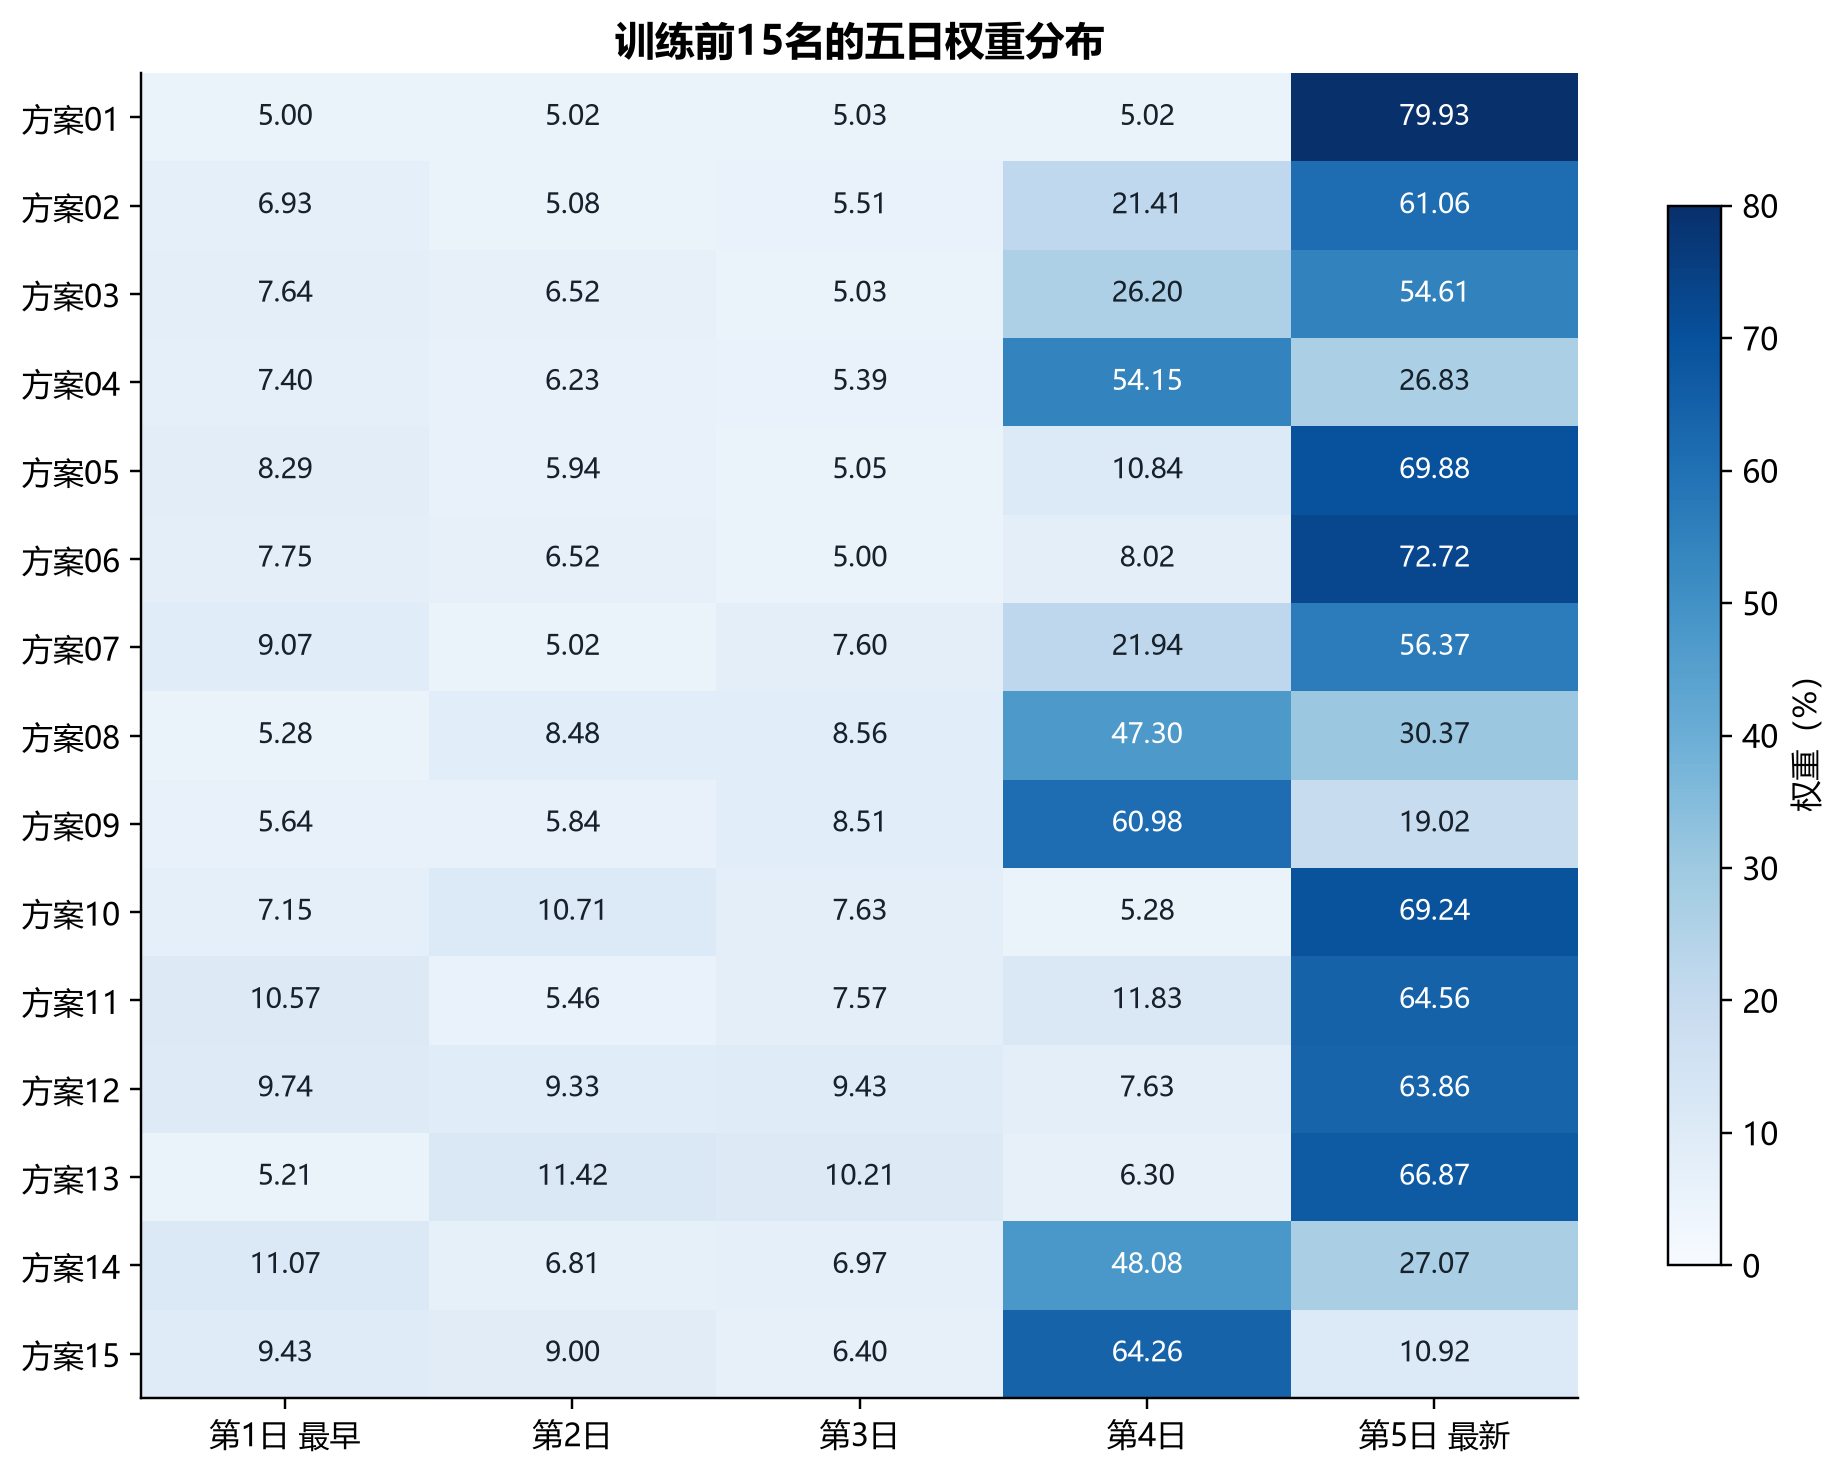 训练前15名的五日权重分布
方案01 5.00 5.02 5.03 5.02 79.93
方案02 6.93 5.08 5.51 21.41 61.06
方案03 7.64 6.52 5.03 26.20 54.61
方案04 7.40 6.23 5.39 54.15 26.83
方案05 8.29 5.94 5.05 10.84 69.88
方案06 7.75 6.52 5.00 8.02 72.72
方案07 9.07 5.02 7.60 21.94 56.37
方案08 5.28 8.48 8.56 47.30 30.37
方案09 5.64 5.84 8.51 60.98 19.02
方案10 7.15 10.71 7.63 5.28 69.24
方案11 10.57 5.46 7.57 11.83 64.56
方案12 9.74 9.33 9.43 7.63 63.86
方案13 5.21 11.42 10.21 6.30 66.87
方案14 11.07 6.81 6.97 48.08 27.07
方案15 9.43 9.00 6.40 64.26 10.92
第1日 最早 第2日 第3日 第4日 第5日 最新
80
70
60
50
40
30
20
10
0
权重（%）